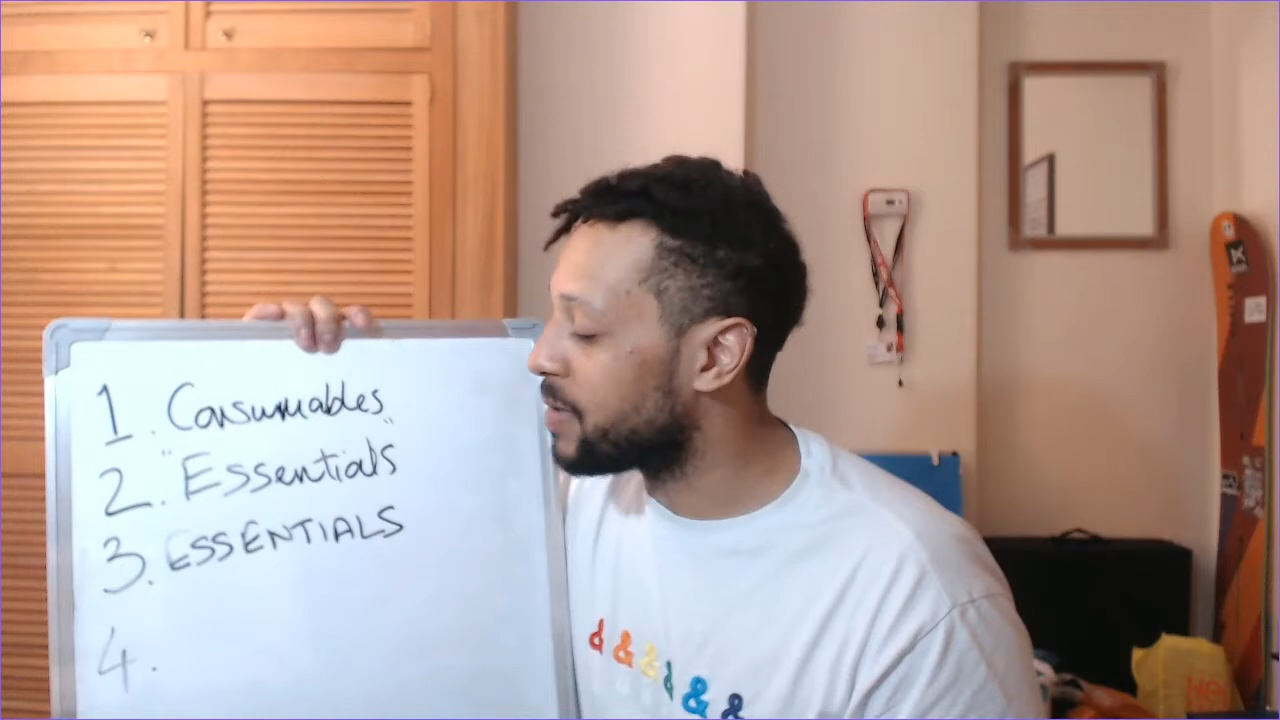 1. Consumables
2. "Essentials"
3. ESSENTIALS
4.
& & & & & &